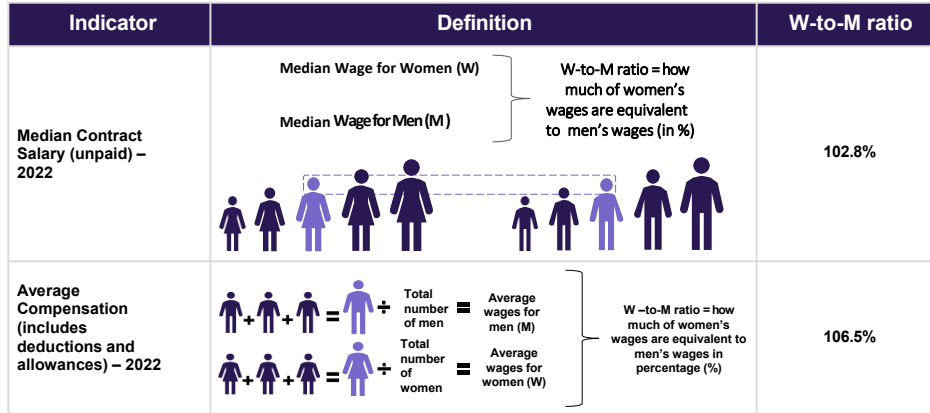 Indicator
Definition
W-to-M ratio
Median Contract
Salary (unpaid) –
2022
Median Wage for Women (W)
Median Wage for Men (M )
W-to-M ratio = how
much of women’s
wages are equivalent
to men’s wages (in %)
102.8%
Average
Compensation
(includes
deductions and
allowances) – 2022
+ + = ÷
Total
number
of men
=
Average
wages for
men (M)
+ + = ÷
Total
number
of
women
=
Average
wages for
women (W)
W –to-M ratio = how
much of women’s
wages are equivalent to
men’s wages in
percentage (%)
106.5%